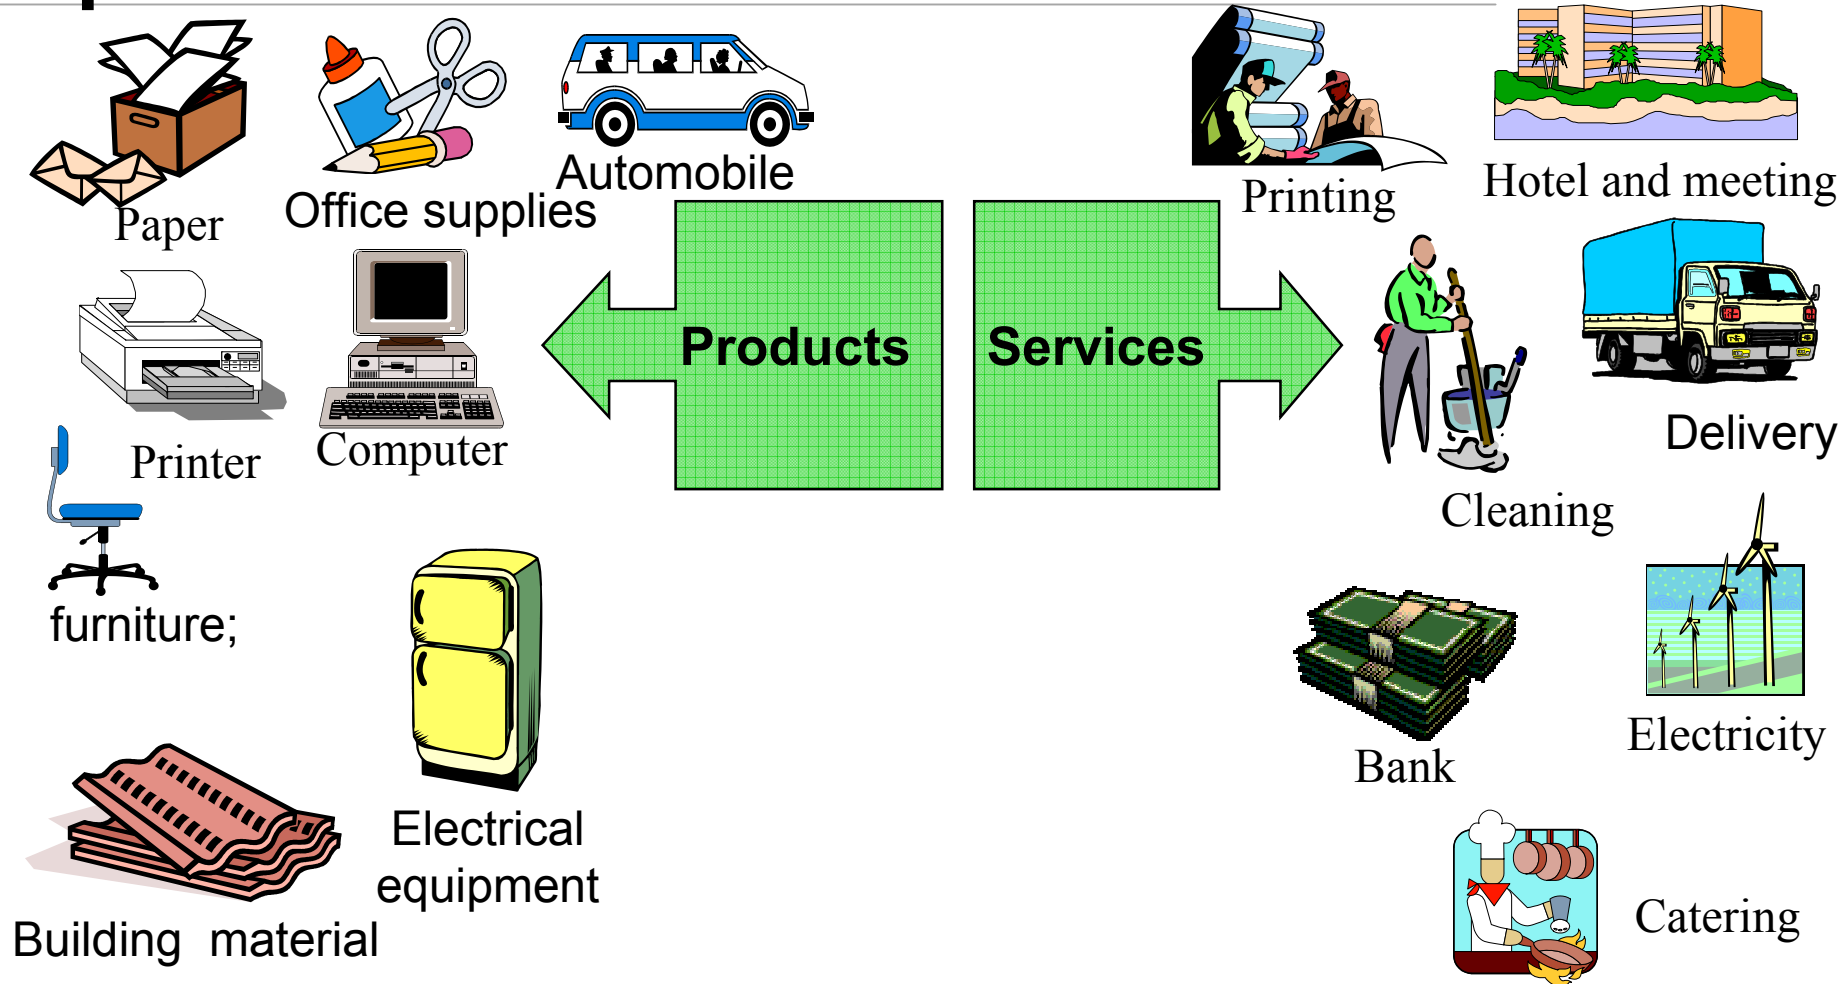 Paper
Office supplies
Automobile
Printing
Hotel and meeting
Products
Services
Printer
Computer
Delivery
Cleaning
furniture;
Electrical
equipment
Building material
Bank
Electricity
Catering